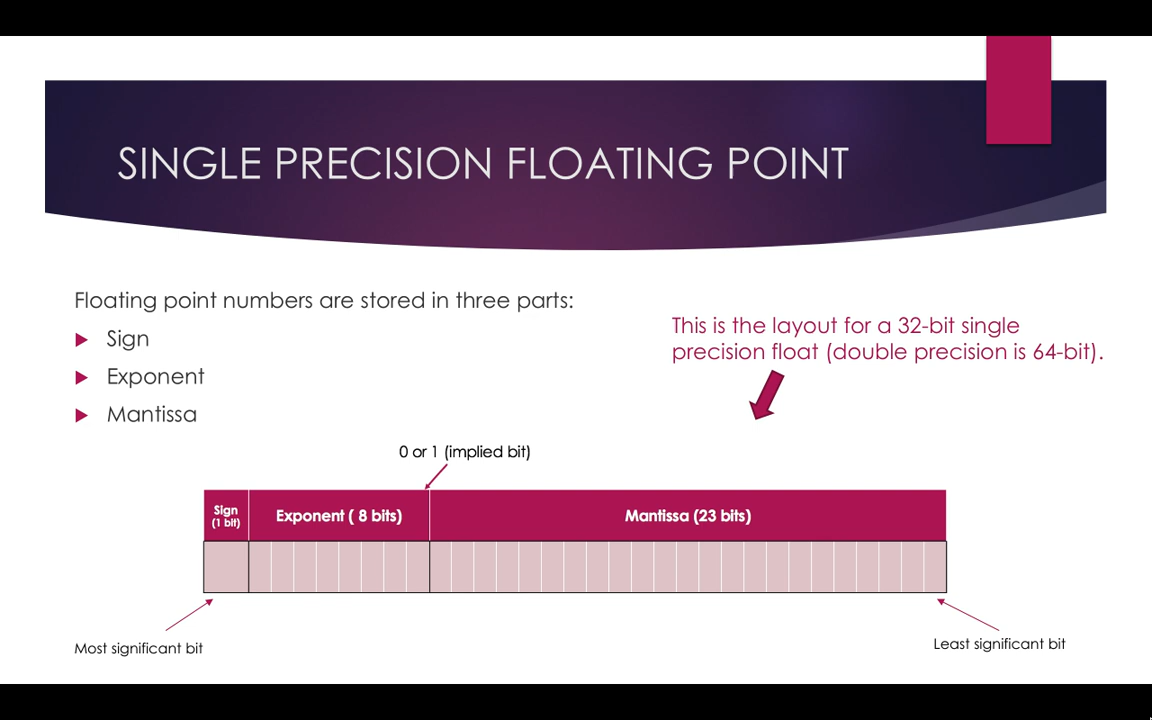 SINGLE PRECISION FLOATING POINT
Floating point numbers are stored in three parts:
Sign
Exponent
Mantissa
This is the layout for a 32-bit single
precision float (double precision is 64-bit).
0 or 1 (implied bit)
Sign
(1 bit)
Exponent ( 8 bits)
Mantissa (23 bits)
Most significant bit
Least significant bit